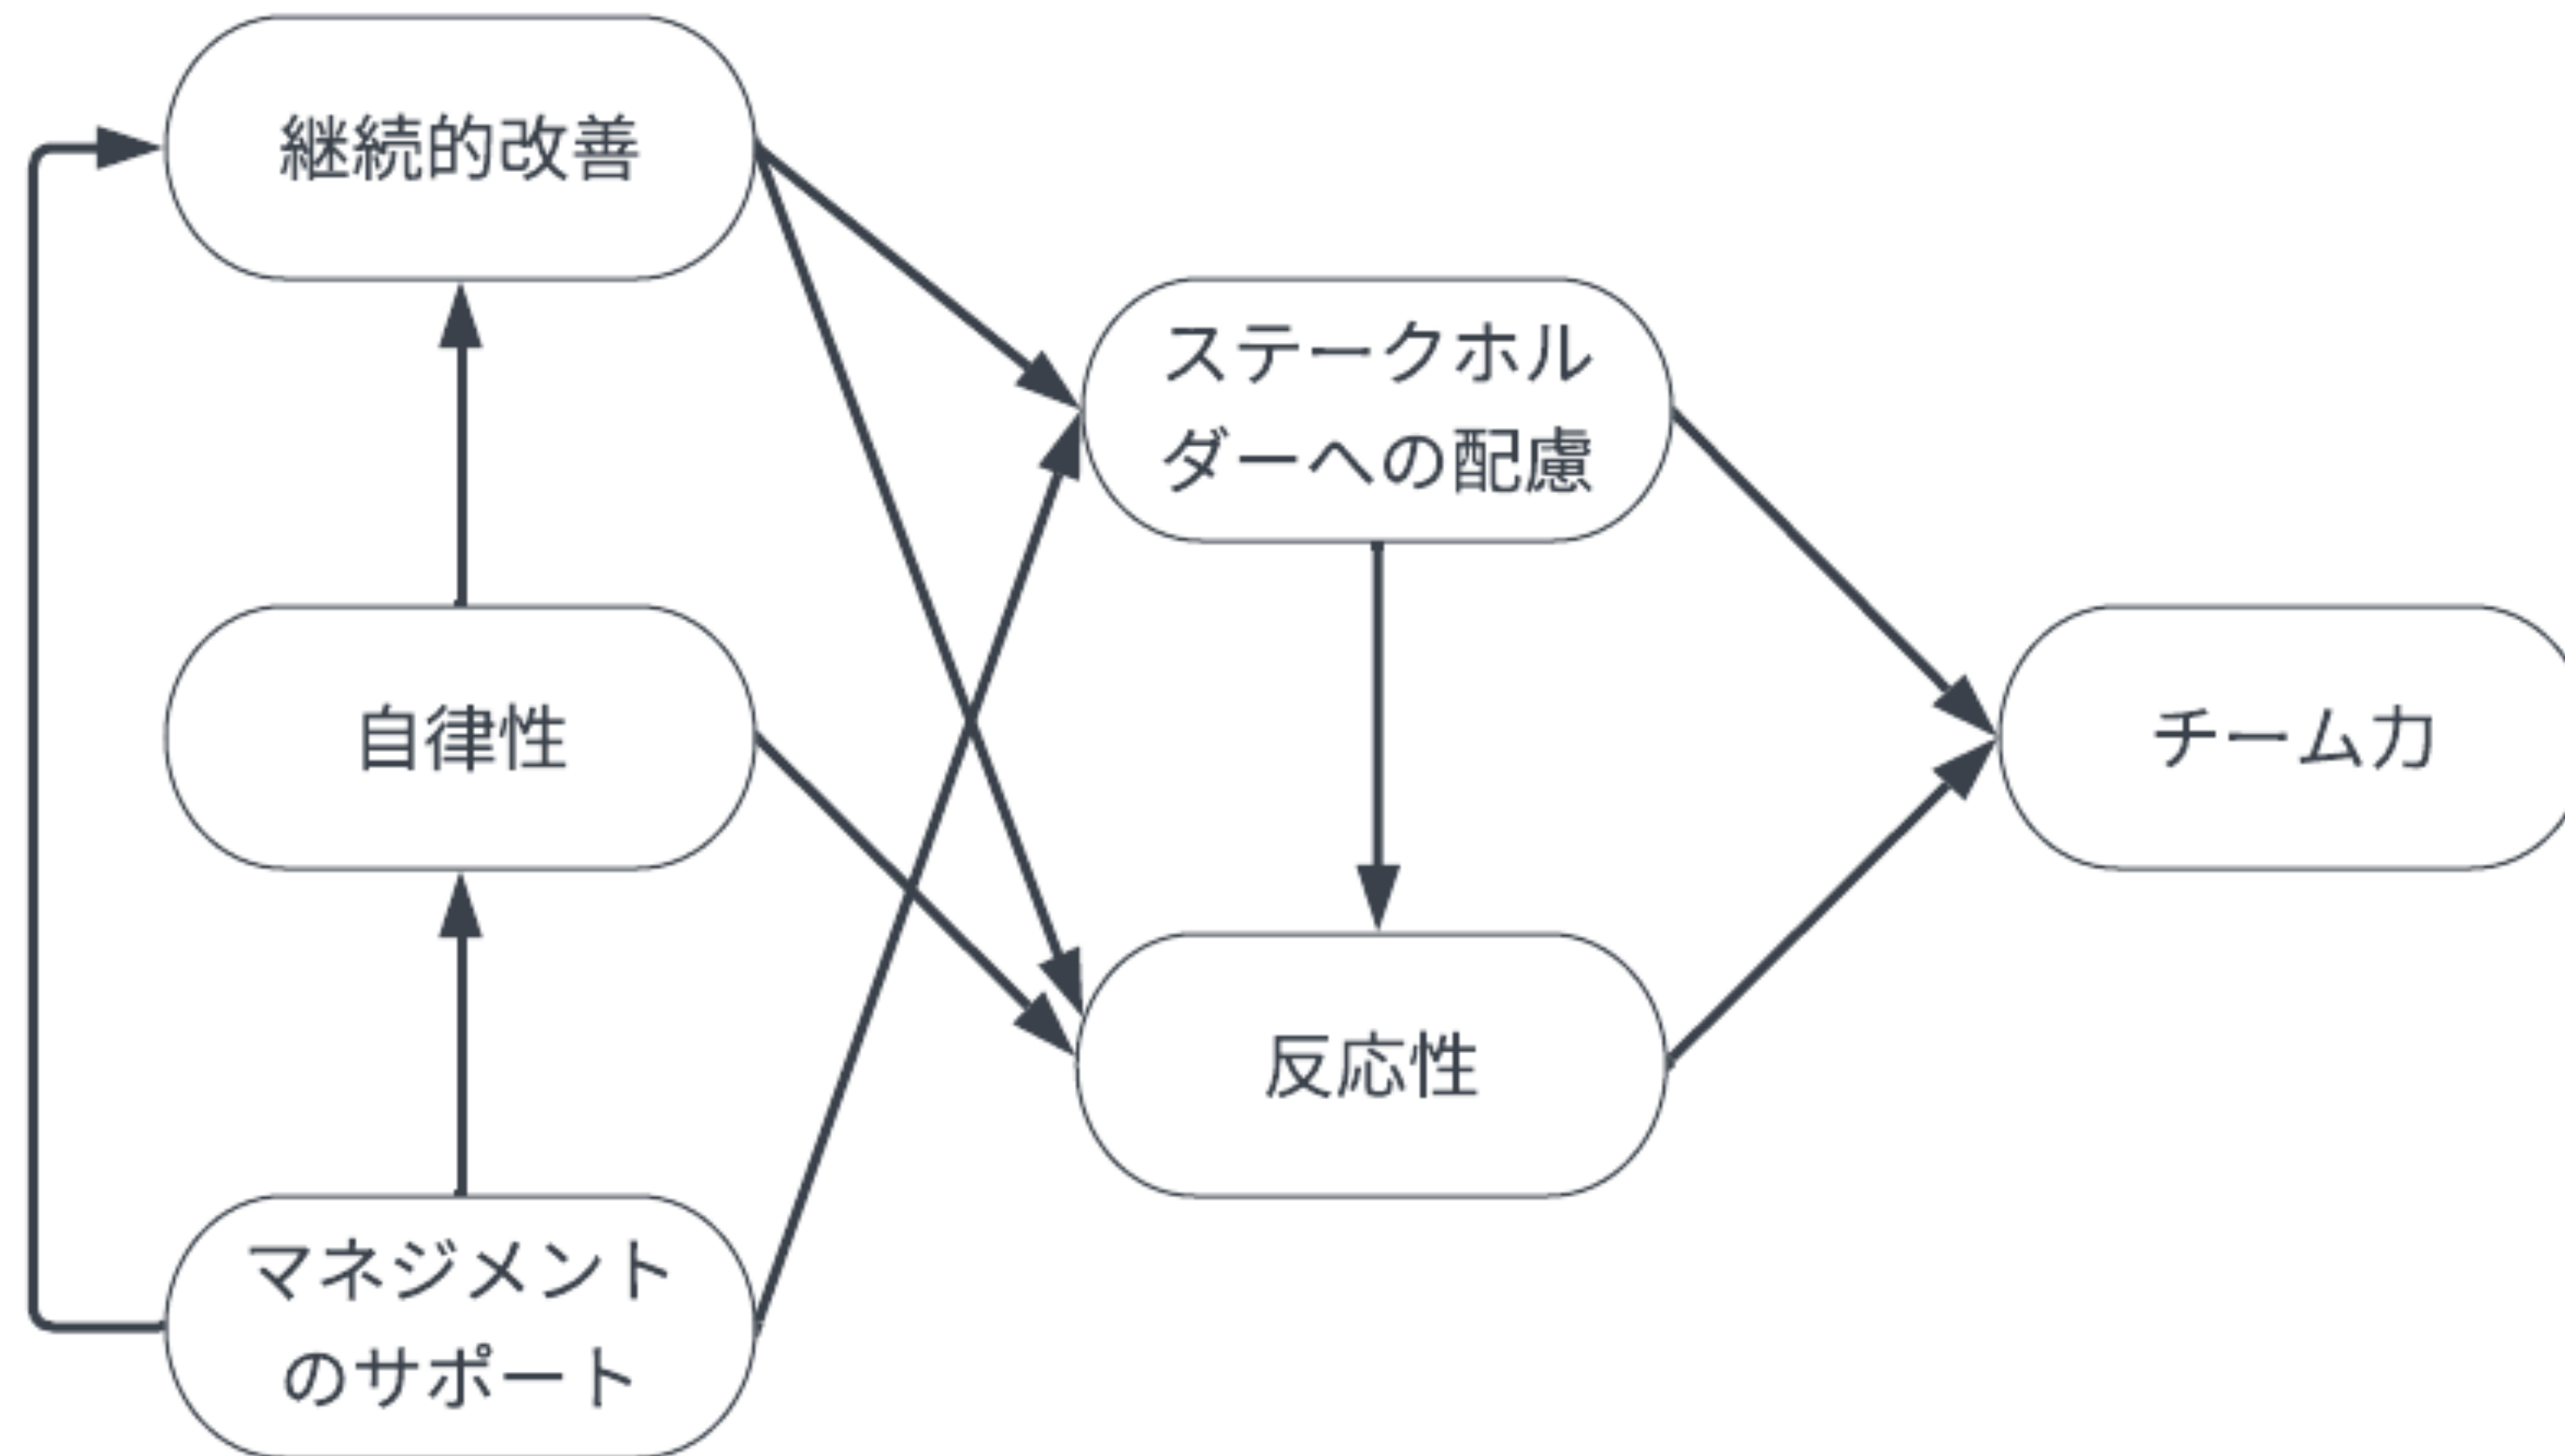 継続的改善
ステークホル
ダーへの配慮
自律性
チーム力
反応性
マネジメント
のサポート